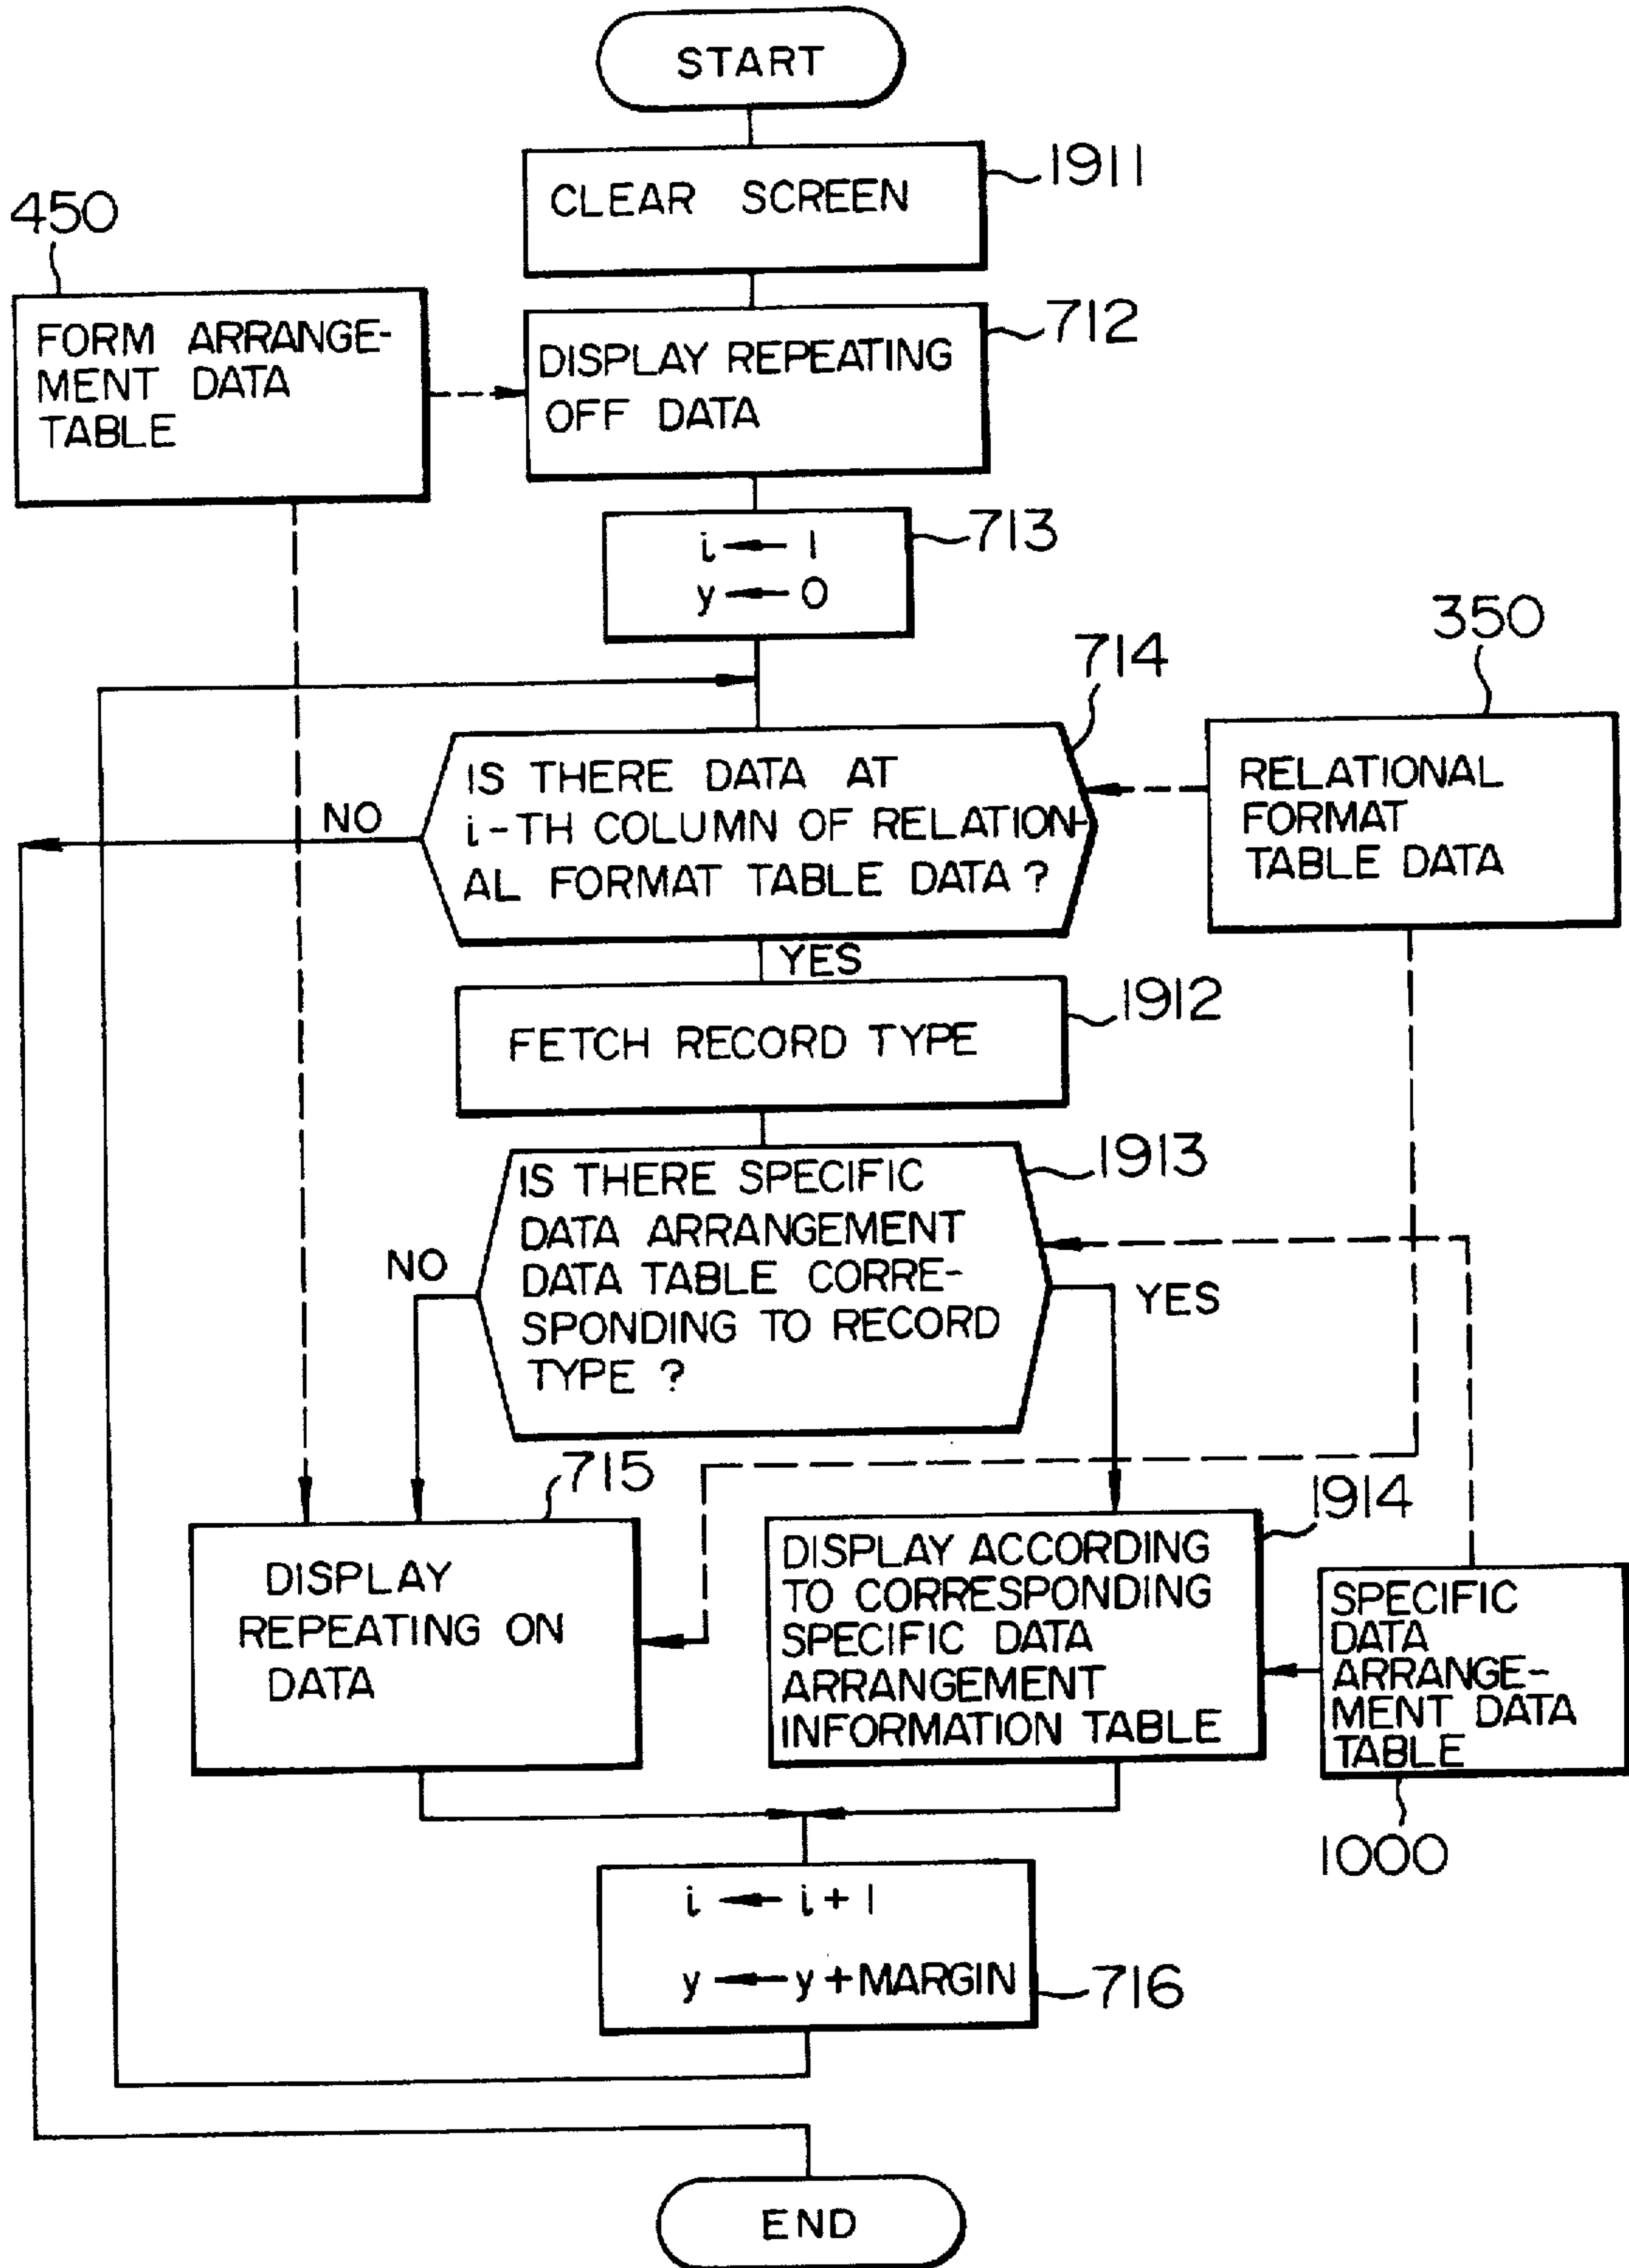 START
CLEAR SCREEN
1911
450
FORM ARRANGE-
MENT DATA
TABLE
DISPLAY REPEATING
OFF DATA
712
i ← 1
y ← 0
713
714
350
IS THERE DATA AT
i-TH COLUMN OF RELATION-
AL FORMAT TABLE DATA ?
NO
YES
RELATIONAL
FORMAT
TABLE DATA
FETCH RECORD TYPE
1912
IS THERE SPECIFIC
DATA ARRANGEMENT
DATA TABLE CORRE-
SPONDING TO RECORD
TYPE ?
1913
NO
YES
715
DISPLAY
REPEATING ON
DATA
1914
DISPLAY ACCORDING
TO CORRESPONDING
SPECIFIC DATA
ARRANGEMENT
INFORMATION TABLE
SPECIFIC
DATA
ARRANGE-
MENT DATA
TABLE
1000
i ← i + 1
y ← y + MARGIN
716
END